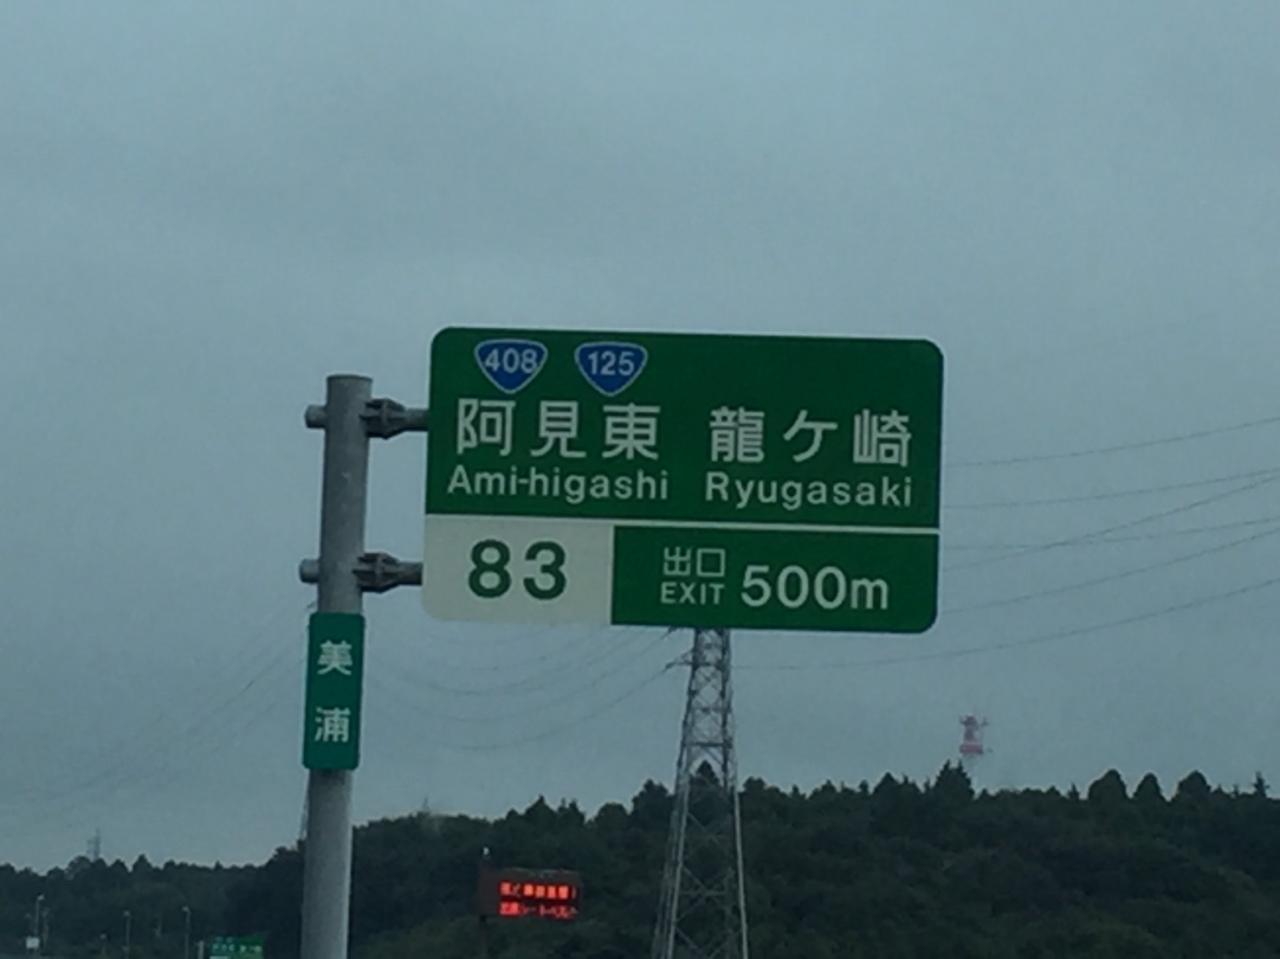 408 125
阿見東 龍ケ崎
Ami-higashi Ryugasaki
83 出口 500m
EXIT
美浦